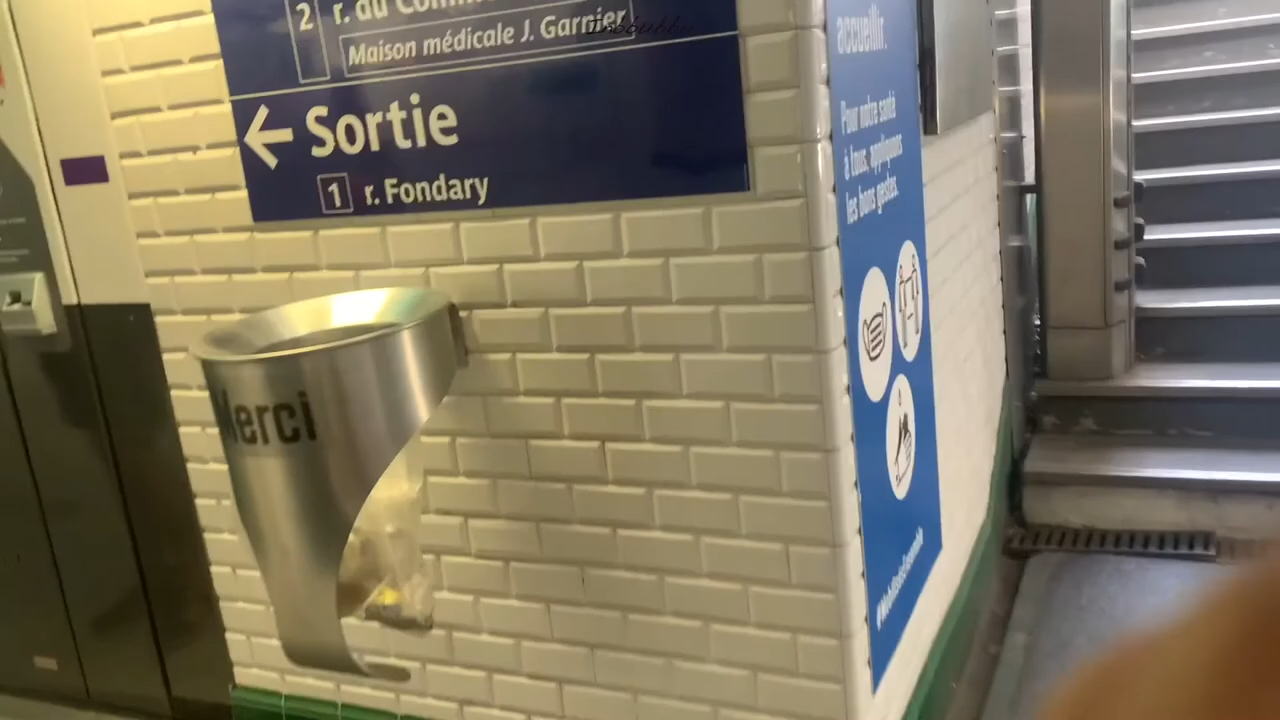 2 r. du Comm
Maison médicale J. Garnier
← Sortie
1 r. Fondary
Merci
accueillir.
Pour notre santé
à tous, appliquons
les bons gestes.